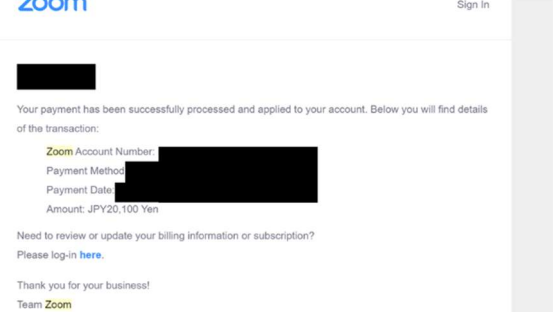 zoom
Sign In
Your payment has been successfully processed and applied to your account. Below you will find details
of the transaction:
Zoom Account Number:
Payment Method
Payment Date:
Amount: JPY20,100 Yen
Need to review or update your billing information or subscription?
Please log-in here.
Thank you for your business!
Team Zoom